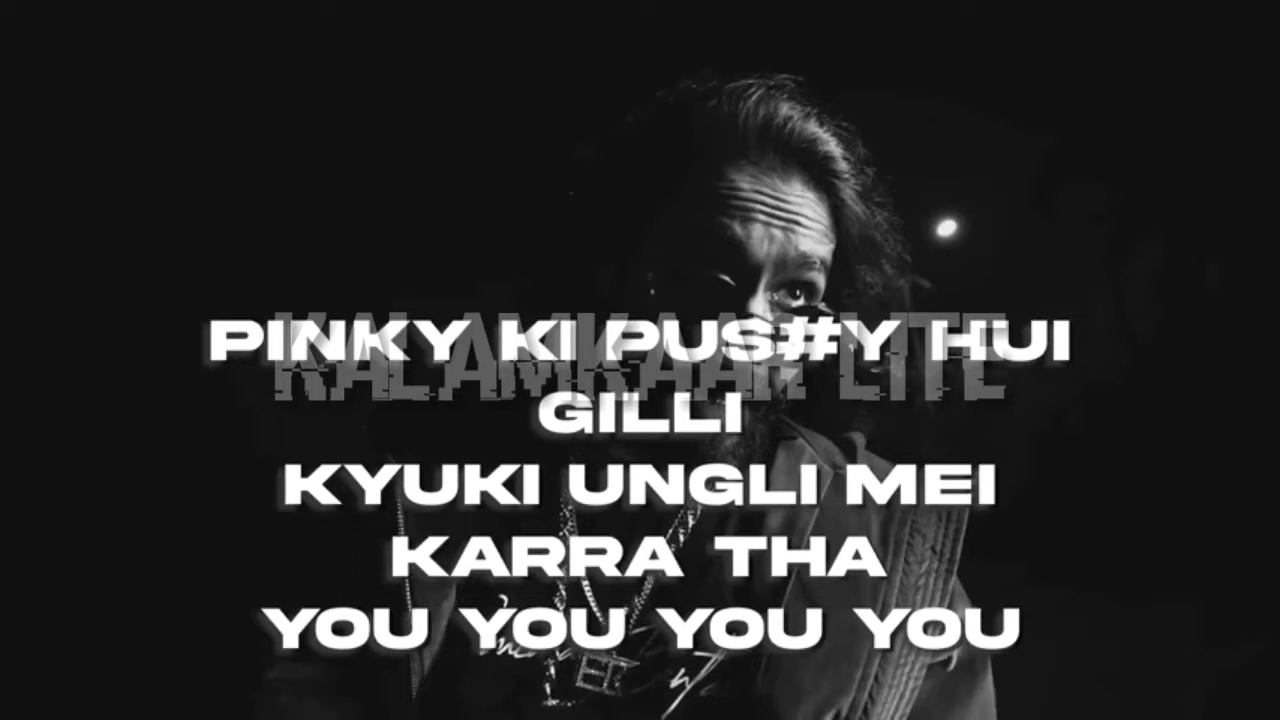 PINKY KI PUS#Y HUI
KALAMKAAR LITE
GILLI
KYUKI UNGLI MEI
KARRA THA
YOU YOU YOU YOU